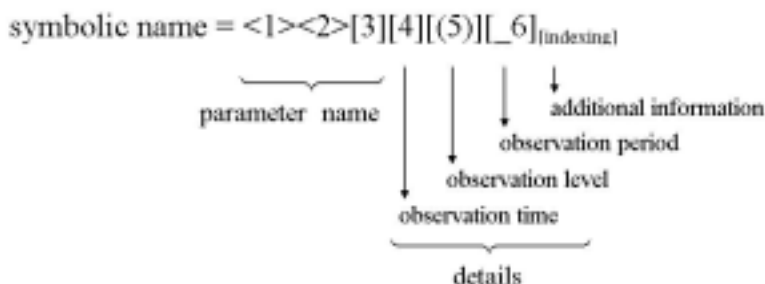 symbolic name = <1><2>[3][4][(5)][_6][indexing]
parameter name
additional information
observation period
observation level
observation time
details